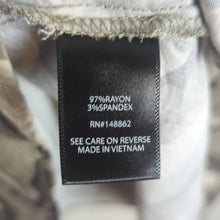 97%RAYON
3%SPANDEX
RN#148862
SEE CARE ON REVERSE
MADE IN VIETNAM